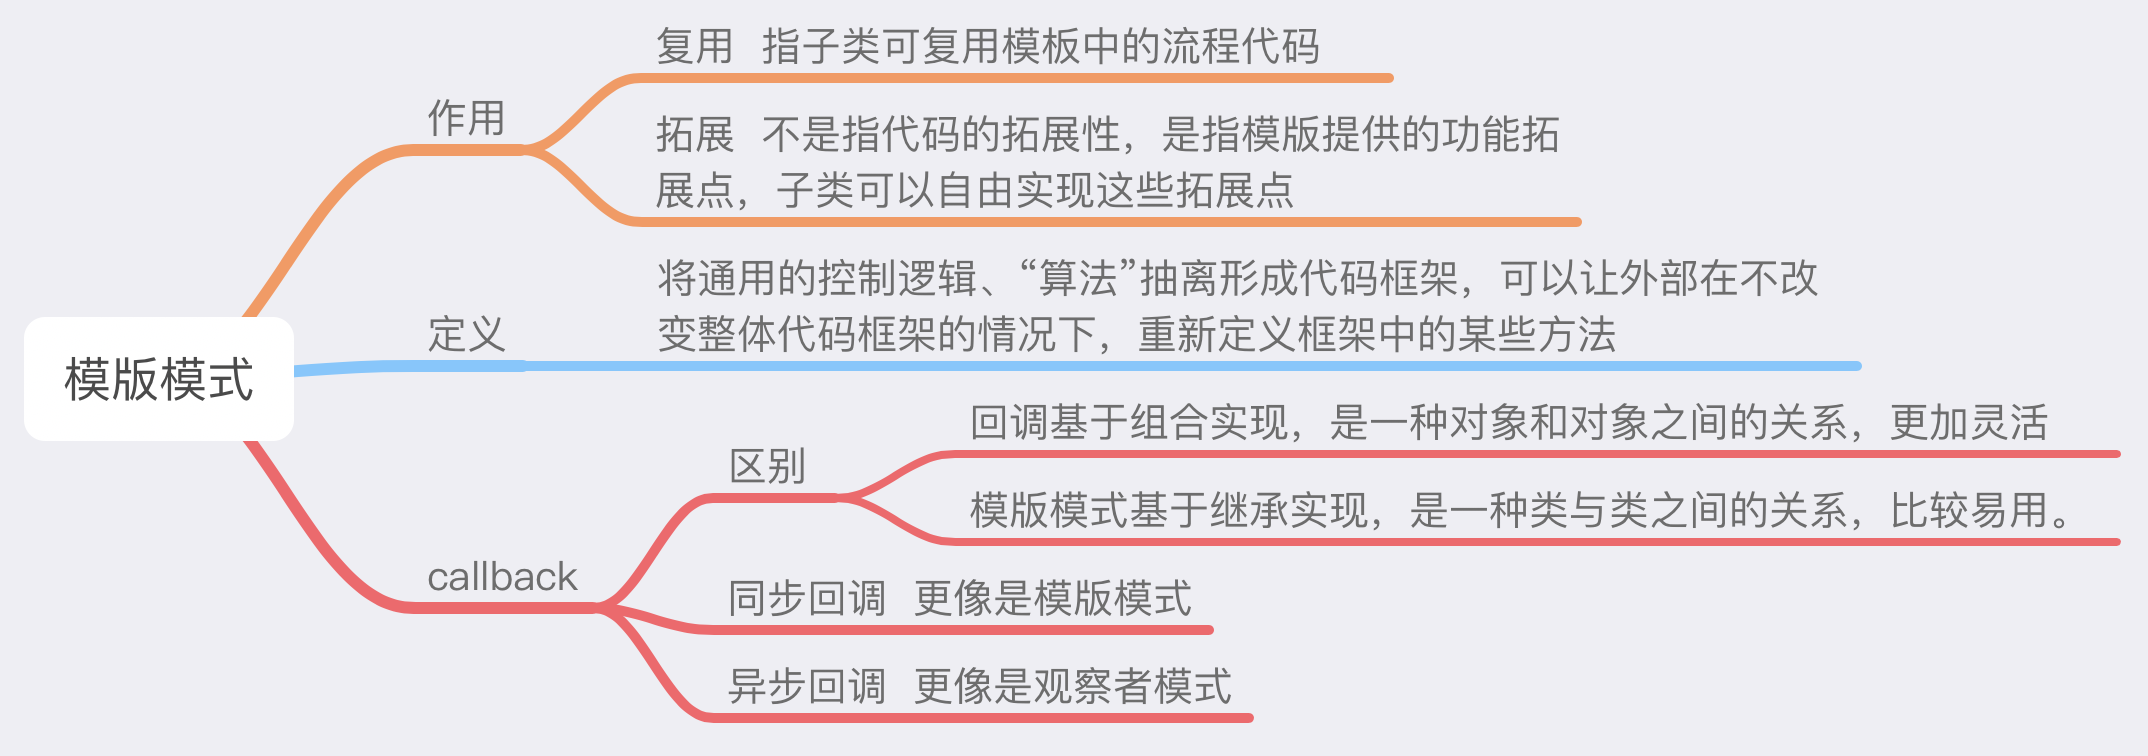 模版模式
作用
复用 指子类可复用模板中的流程代码
拓展 不是指代码的拓展性，是指模版提供的功能拓
展点，子类可以自由实现这些拓展点
定义
将通用的控制逻辑、“算法”抽离形成代码框架，可以让外部在不改
变整体代码框架的情况下，重新定义框架中的某些方法
callback
区别
回调基于组合实现，是一种对象和对象之间的关系，更加灵活
模版模式基于继承实现，是一种类与类之间的关系，比较易用。
同步回调 更像是模版模式
异步回调 更像是观察者模式